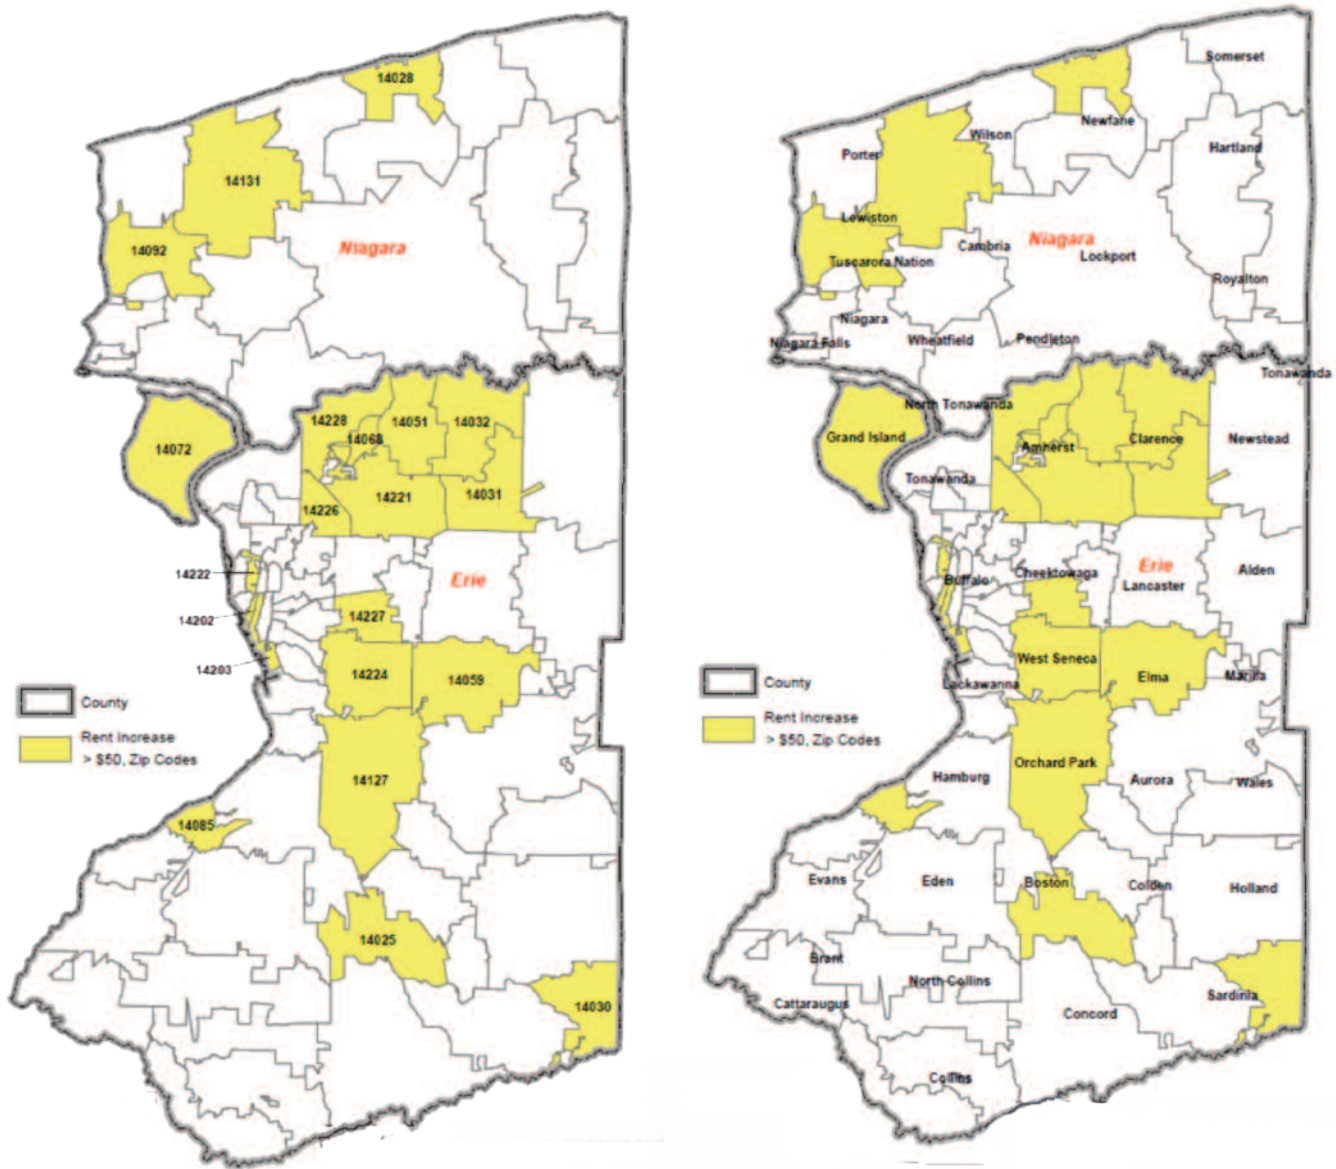 14028
14131
14092
Niagara
14228
14051
14032
14068
14072
14221
14031
14226
14222
Erie
14202
14227
14203
14224
14059
County
Rent Increase
> $50, Zip Codes
14127
14085
14025
14030
Somerset
Newfane
Wilson
Hartland
Porter
Lewiston
Niagara
Cambria
Lockport
Tuscarora Nation
Royalton
Niagara
Niagara Falls
Wheatfield
Pendleton
Tonawanda
North Tonawanda
Grand Island
Amherst
Clarence
Newstead
Tonawanda
Erie
Buffalo
Cheektowaga
Lancaster
Alden
West Seneca
Elma
Marilla
Lackawanna
County
Rent Increase
> $50, Zip Codes
Orchard Park
Hamburg
Aurora
Wales
Evans
Eden
Boston
Colden
Holland
Brant
North Collins
Cattaraugus
Sardinia
Concord
Collins